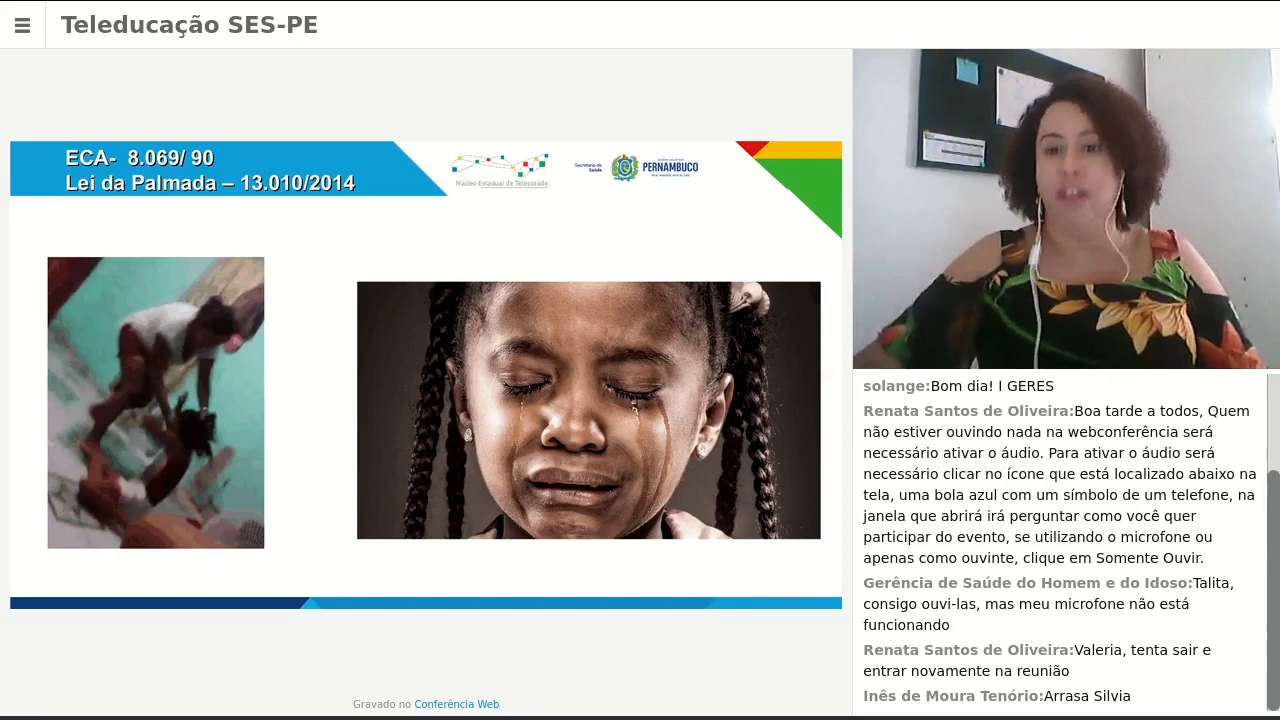 Teleducação SES-PE
ECA- 8.069/ 90
Lei da Palmada – 13.010/2014
Núcleo Estadual de Telessaúde
Secretaria de
Saúde
PERNAMBUCO
solange:Bom dia! I GERES
Renata Santos de Oliveira:Boa tarde a todos, Quem
não estiver ouvindo nada na webconferência será
necessário ativar o áudio. Para ativar o áudio será
necessário clicar no ícone que está localizado abaixo na
tela, uma bola azul com um símbolo de um telefone, na
janela que abrirá irá perguntar como você quer
participar do evento, se utilizando o microfone ou
apenas como ouvinte, clique em Somente Ouvir.
Gerência de Saúde do Homem e do Idoso:Talita,
consigo ouvi-las, mas meu microfone não está
funcionando
Renata Santos de Oliveira:Valeria, tenta sair e
entrar novamente na reunião
Inês de Moura Tenório:Arrasa Silvia
Gravado no Conferência Web